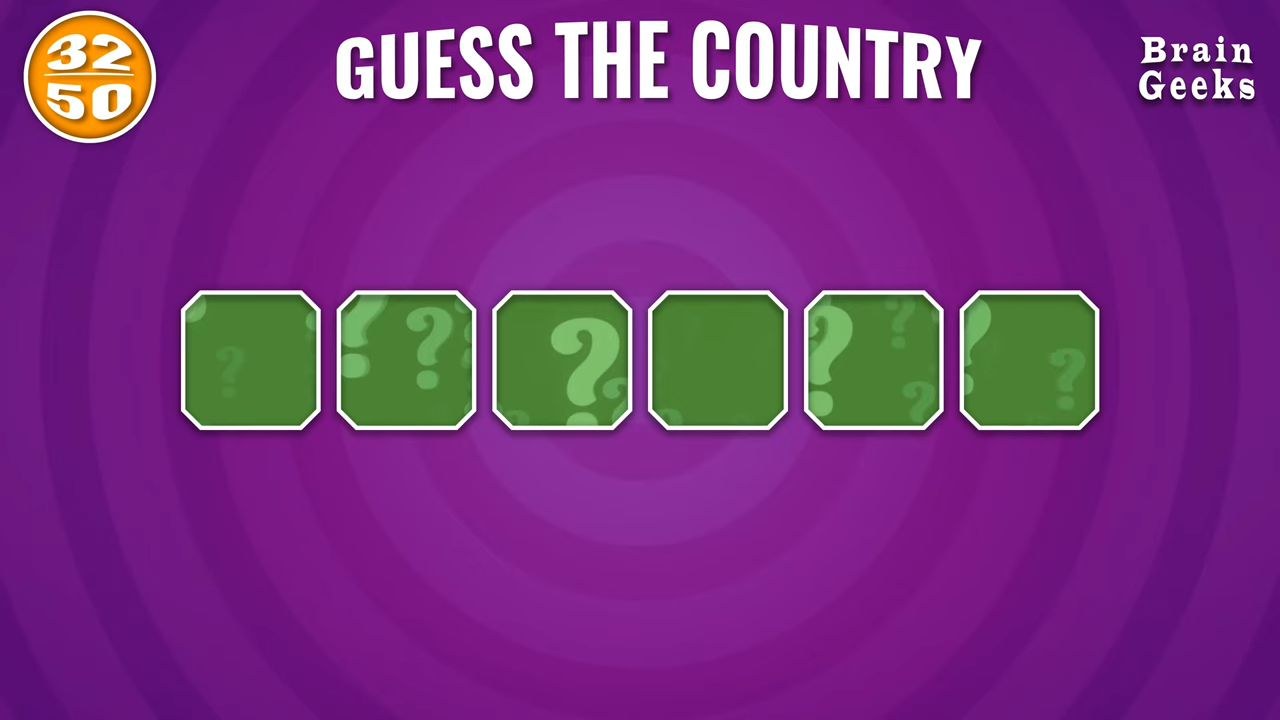 32
50
GUESS THE COUNTRY
Brain
Geeks
? ? ? ? ? ? ? ? ? ?